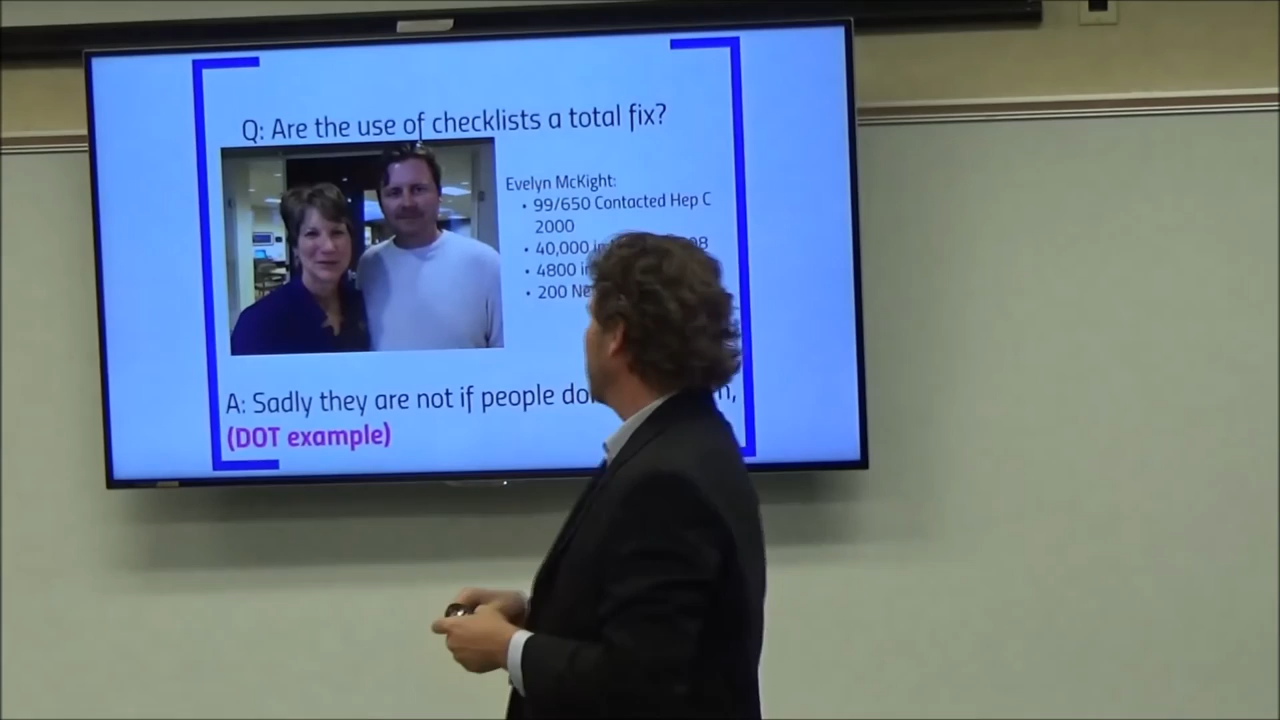 Q: Are the use of checklists a total fix?
Evelyn McKight:
• 99/650 Contacted Hep C
2000
• 40,000
• 4800
• 200
A: Sadly they are not if people
(DOT example)